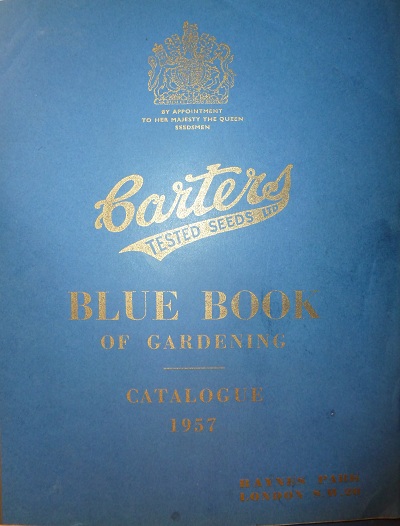 BY APPOINTMENT
TO HER MAJESTY THE QUEEN
SEEDSMEN
Carters
TESTED SEEDS LTD
BLUE BOOK
OF GARDENING
CATALOGUE
1957
RAYNES PARK
LONDON S.W.20